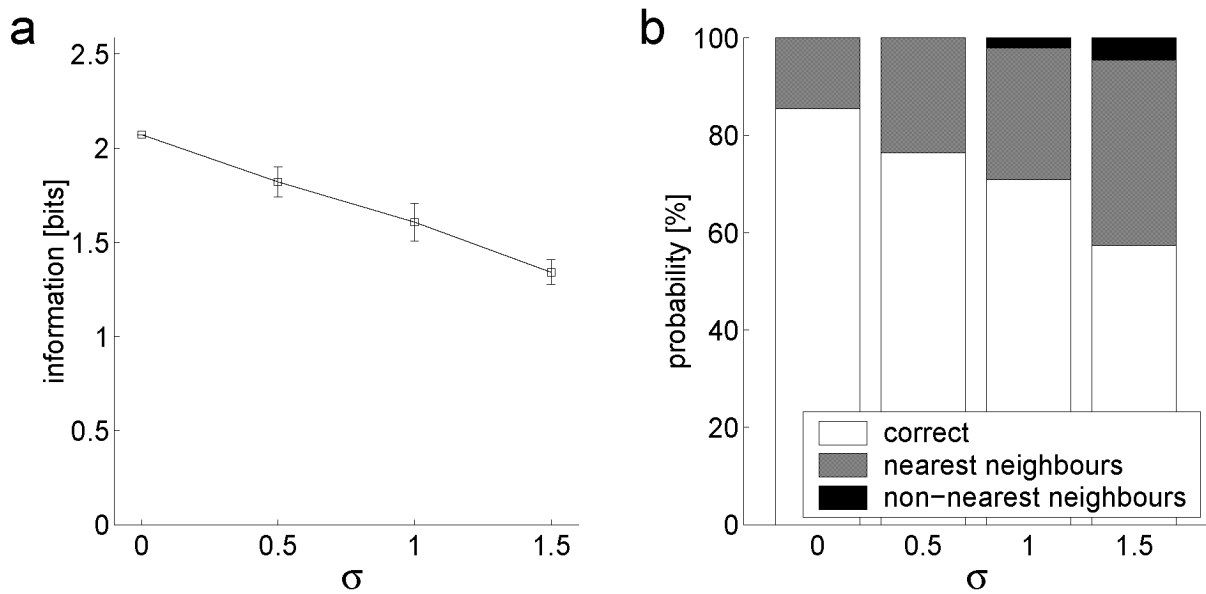 a
information [bits]
2.5
2
1.5
1
0.5
0
0 0.5 1 1.5
σ
b
probability [%]
100
80
60
40
20
0
correct
nearest neighbours
non-nearest neighbours
0 0.5 1 1.5
σ